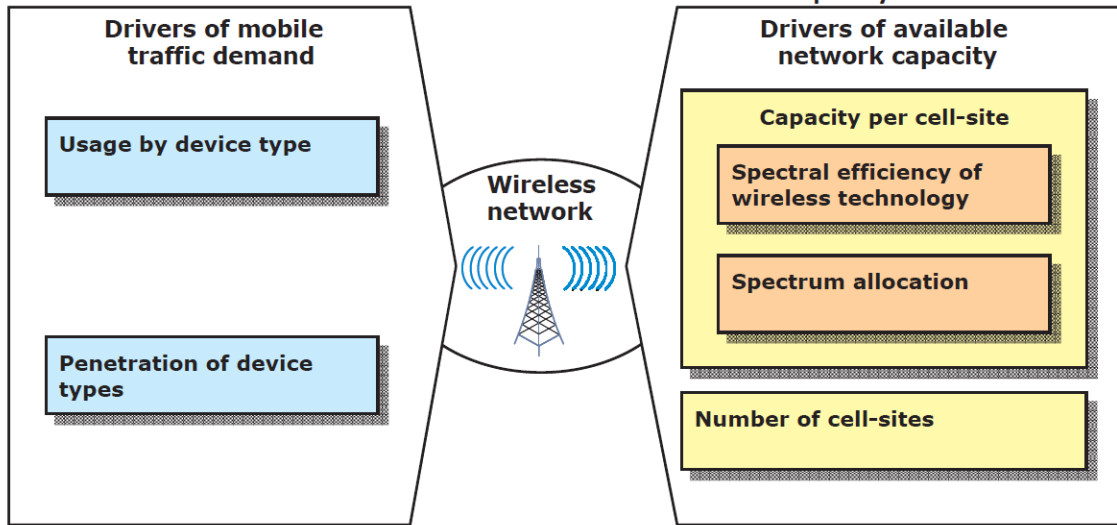 Drivers of mobile
traffic demand
Usage by device type
Penetration of device
types
Wireless
network
Drivers of available
network capacity
Capacity per cell-site
Spectral efficiency of
wireless technology
Spectrum allocation
Number of cell-sites